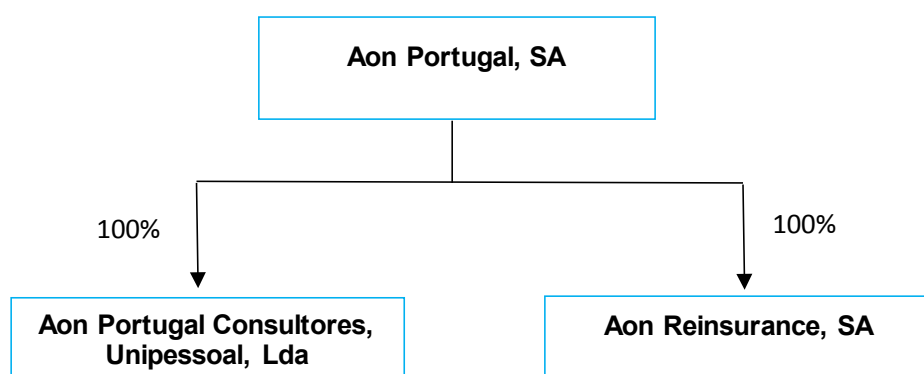 Aon Portugal, SA
100%
100%
Aon Portugal Consultores,
Unipessoal, Lda
Aon Reinsurance, SA